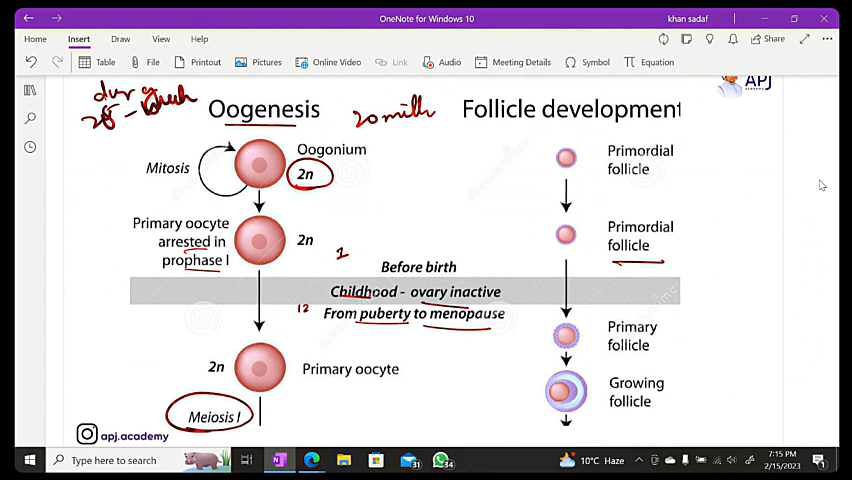 OneNote for Windows 10
khan sadaf
Home Insert Draw View Help
Share
Table File Printout Pictures Online Video Link Audio Meeting Details Symbol Equation
APJ
Oogenesis
Follicle development
Oogonium
Mitosis
2n
Primordial
follicle
Primary oocyte
arrested in
prophase I
2n
Primordial
follicle
Before birth
Childhood - ovary inactive
12
From puberty to menopause
Primary
follicle
2n
Primary oocyte
Growing
follicle
Meiosis I
apj.academy
Type here to search
31
34
10°C Haze
7:15 PM
2/15/2023
1